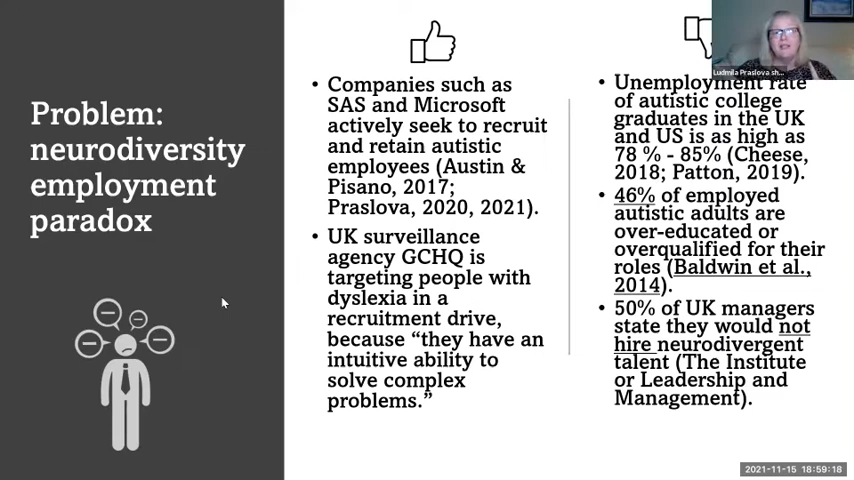 Problem:
neurodiversity
employment
paradox
• Companies such as
SAS and Microsoft
actively seek to recruit
and retain autistic
employees (Austin &
Pisano, 2017;
Praslova, 2020, 2021).
• UK surveillance
agency GCHQ is
targeting people with
dyslexia in a
recruitment drive,
because “they have an
intuitive ability to
solve complex
problems.”
• Unemployment rate
of autistic college
graduates in the UK
and US is as high as
78 % - 85% (Cheese,
2018; Patton, 2019).
• 46% of employed
autistic adults are
over-educated or
overqualified for their
roles (Baldwin et al.,
2014).
• 50% of UK managers
state they would not
hire neurodivergent
talent (The Institute
or Leadership and
Management).
Ludmila Praslova sh...
2021-11-15 18:59:18